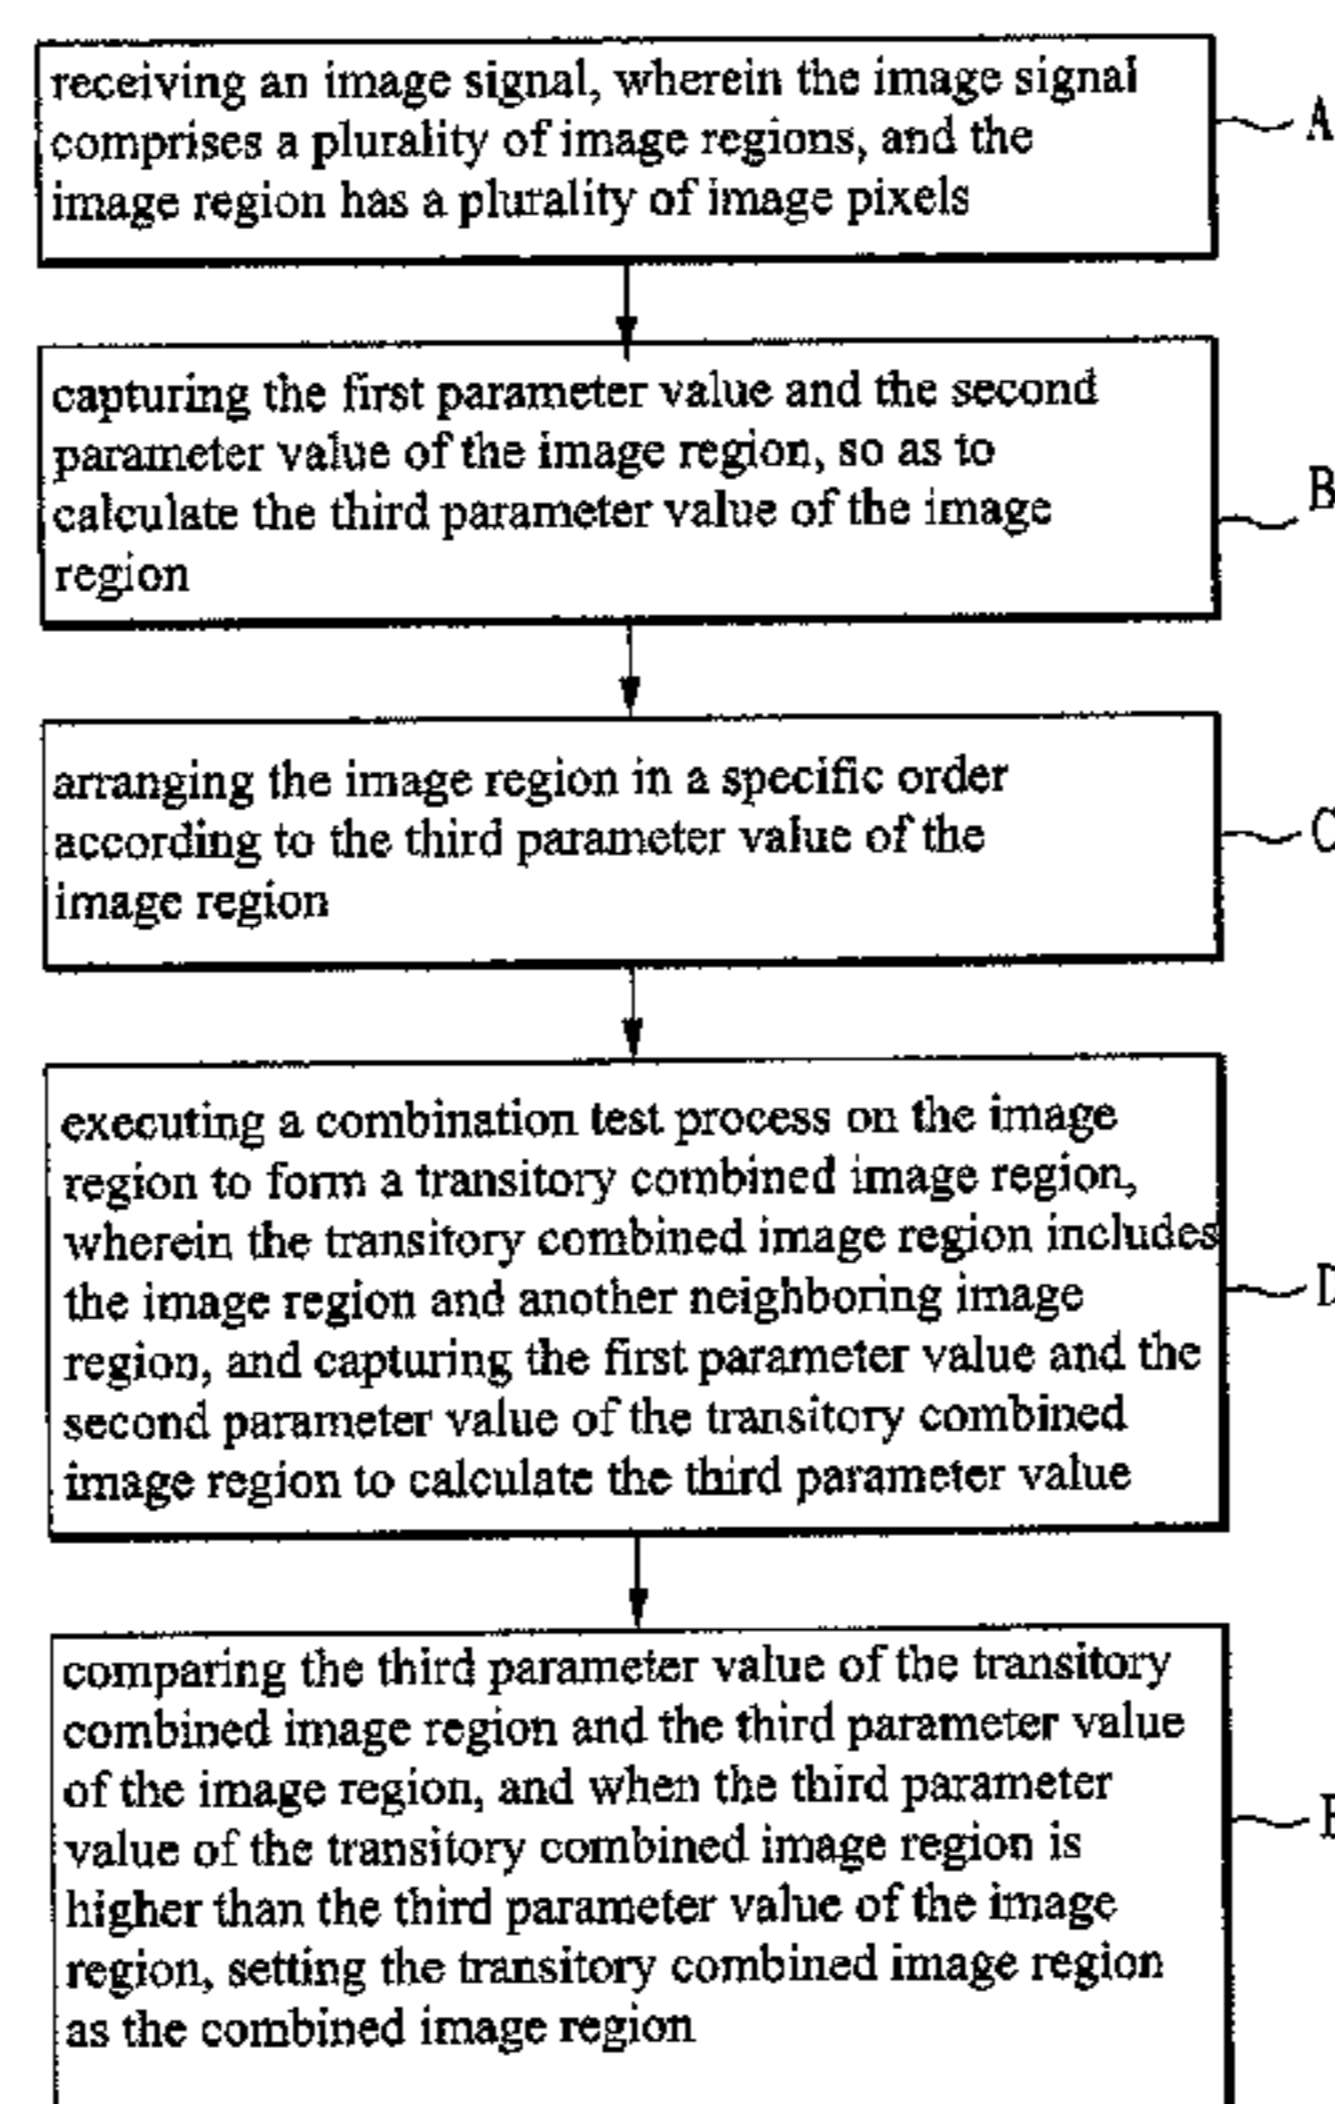 receiving an image signal, wherein the image signal
comprises a plurality of image regions, and the
image region has a plurality of image pixels
A
capturing the first parameter value and the second
parameter value of the image region, so as to
calculate the third parameter value of the image
region
B
arranging the image region in a specific order
according to the third parameter value of the
image region
C
executing a combination test process on the image
region to form a transitory combined image region,
wherein the transitory combined image region includes
the image region and another neighboring image
region, and capturing the first parameter value and the
second parameter value of the transitory combined
image region to calculate the third parameter value
D
comparing the third parameter value of the transitory
combined image region and the third parameter value
of the image region, and when the third parameter
value of the transitory combined image region is
higher than the third parameter value of the image
region, setting the transitory combined image region
as the combined image region